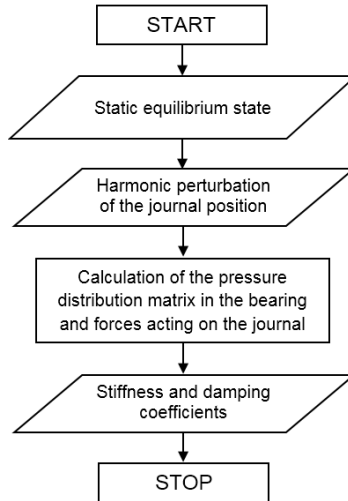 START
Static equilibrium state
Harmonic perturbation
of the journal position
Calculation of the pressure
distribution matrix in the bearing
and forces acting on the journal
Stiffness and damping
coefficients
STOP